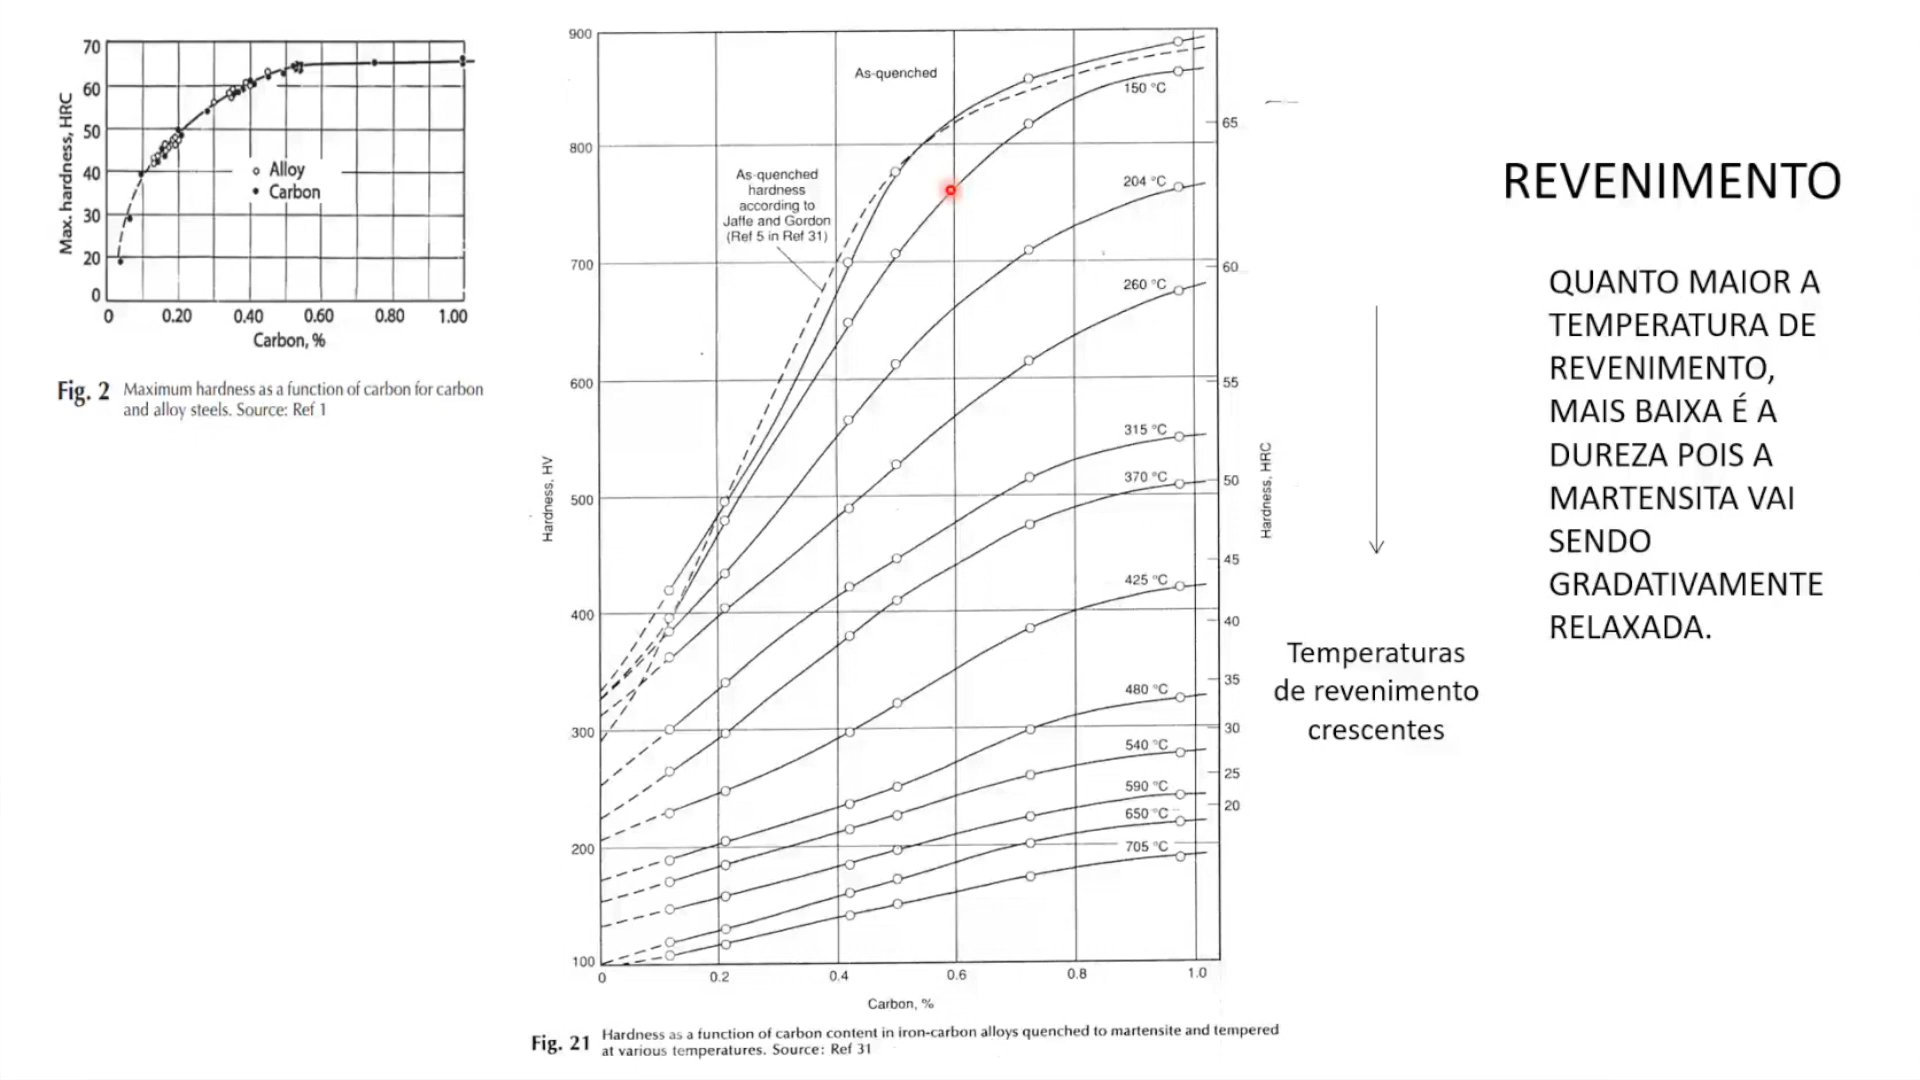 70
60
50
40
30
20
0
Max. hardness, HRC
Alloy
Carbon
0 0.20 0.40 0.60 0.80 1.00
Carbon, %
Fig. 2 Maximum hardness as a function of carbon for carbon
and alloy steels. Source: Ref 1
900
800
700
600
500
400
300
200
100
Hardness, HV
As-quenched
As-quenched
hardness
according to
Jaffe and Gordon
(Ref 5 in Ref 31)
150 °C
204 °C
260 °C
315 °C
370 °C
425 °C
480 °C
540 °C
590 °C
650 °C
705 °C
65
60
55
50
45
40
35
30
25
20
Hardness, HRC
0 0.2 0.4 0.6 0.8 1.0
Carbon, %
Fig. 21 Hardness as a function of carbon content in iron-carbon alloys quenched to martensite and tempered
at various temperatures. Source: Ref 31
Temperaturas
de revenimento
crescentes
REVENIMENTO
QUANTO MAIOR A
TEMPERATURA DE
REVENIMENTO,
MAIS BAIXA É A
DUREZA POIS A
MARTENSITA VAI
SENDO
GRADATIVAMENTE
RELAXADA.